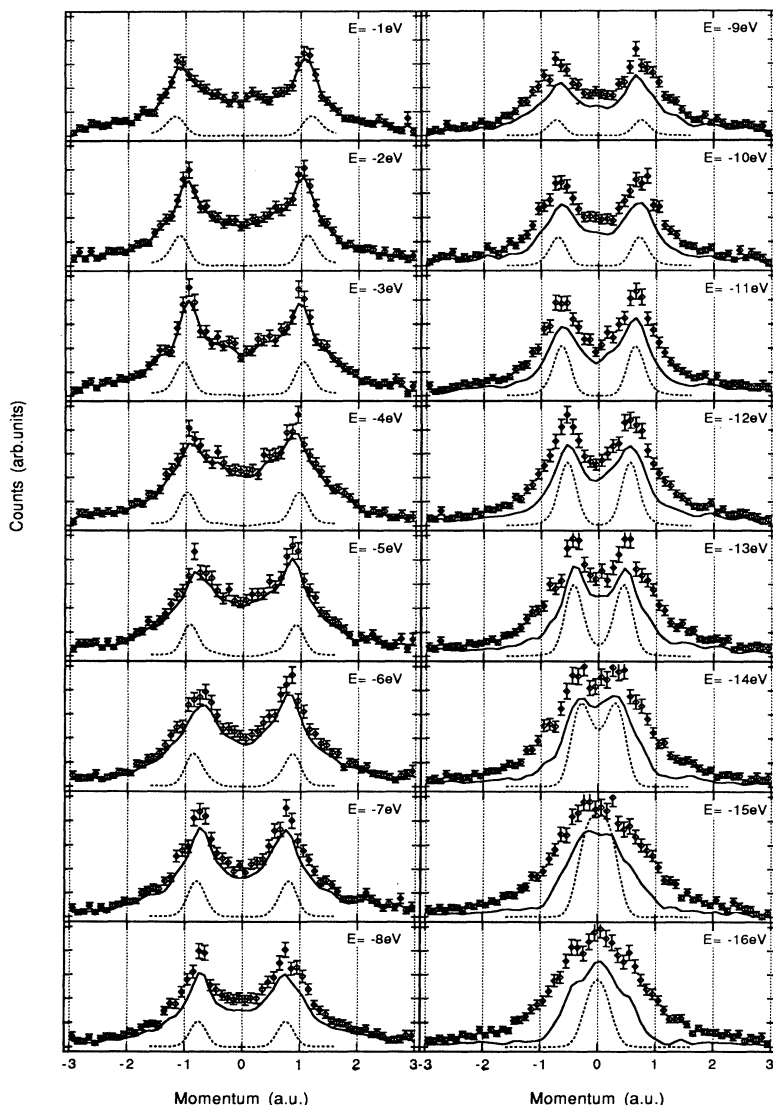 E= -1eV
E= -2eV
E= -3eV
E= -4eV
E= -5eV
E= -6eV
E= -7eV
E= -8eV
E= -9eV
E= -10eV
E= -11eV
E= -12eV
E= -13eV
E= -14eV
E= -15eV
E= -16eV
Counts (arb.units)
-3 -2 -1 0 1 2 3
-3 -2 -1 0 1 2 3
Momentum (a.u.)
Momentum (a.u.)